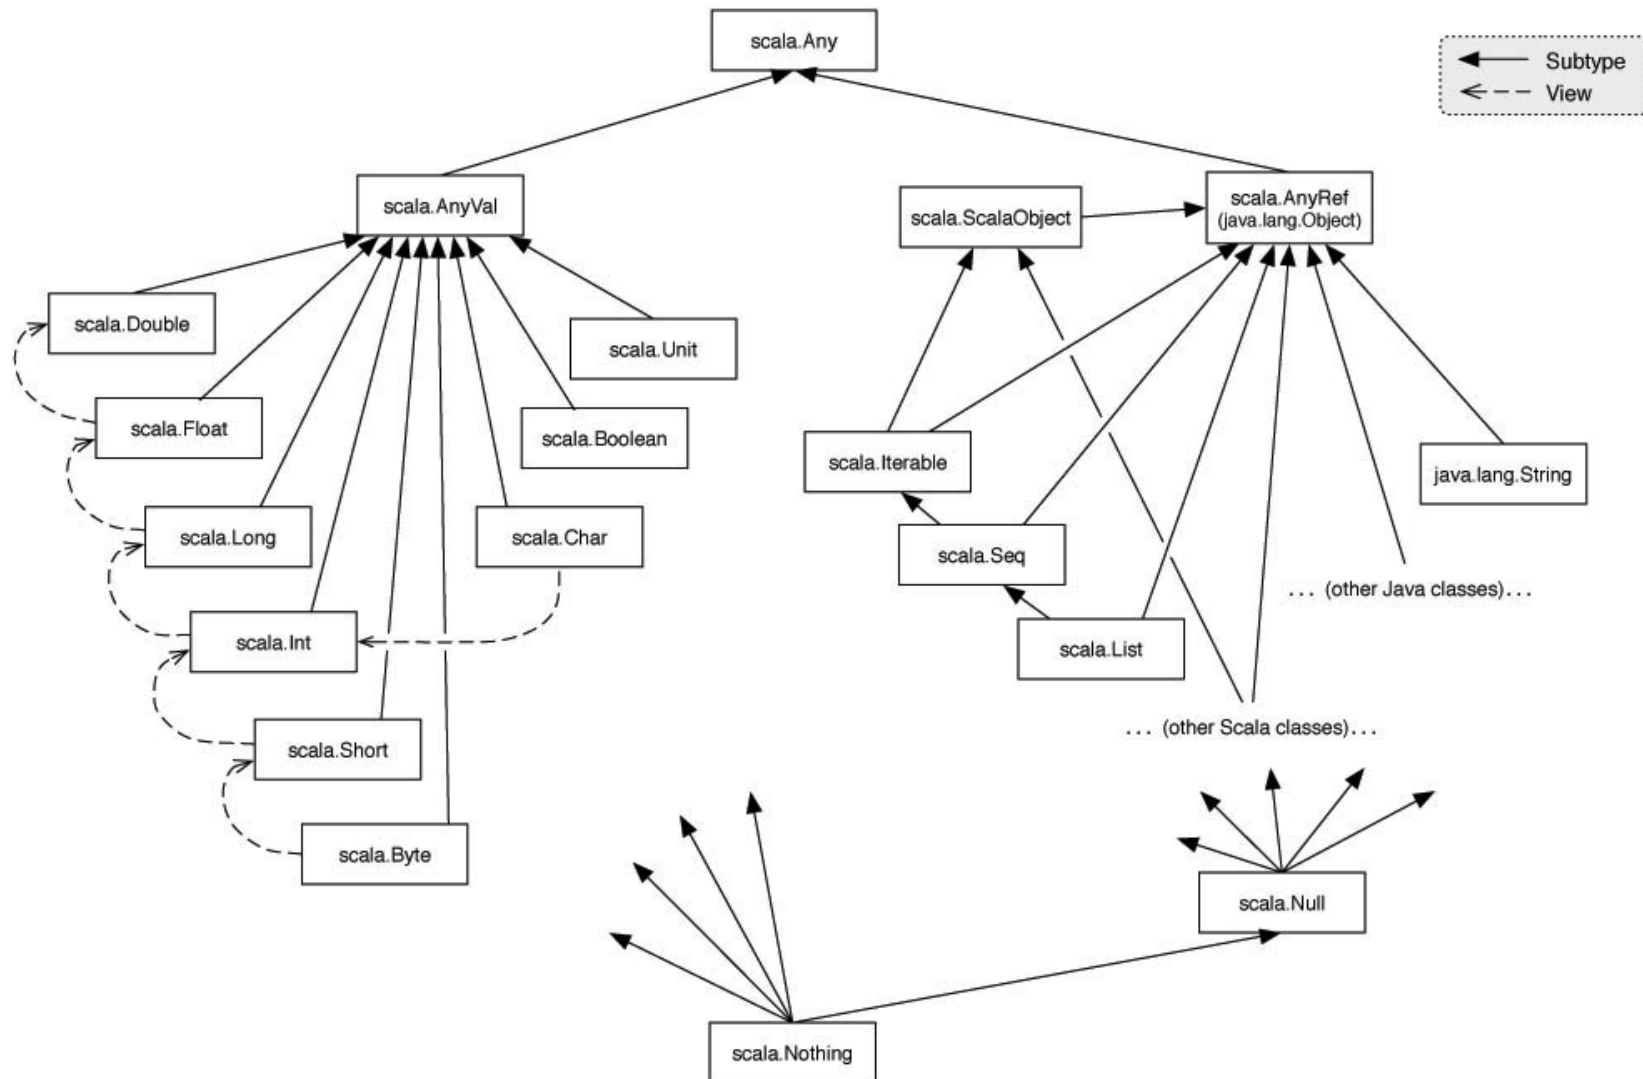 scala.Any
Subtype
View
scala.AnyVal
scala.ScalaObject
scala.AnyRef
(java.lang.Object)
scala.Double
scala.Unit
scala.Float
scala.Boolean
scala.Iterable
java.lang.String
scala.Long
scala.Char
scala.Seq
... (other Java classes)...
scala.Int
scala.List
... (other Scala classes)...
scala.Short
scala.Byte
scala.Null
scala.Nothing